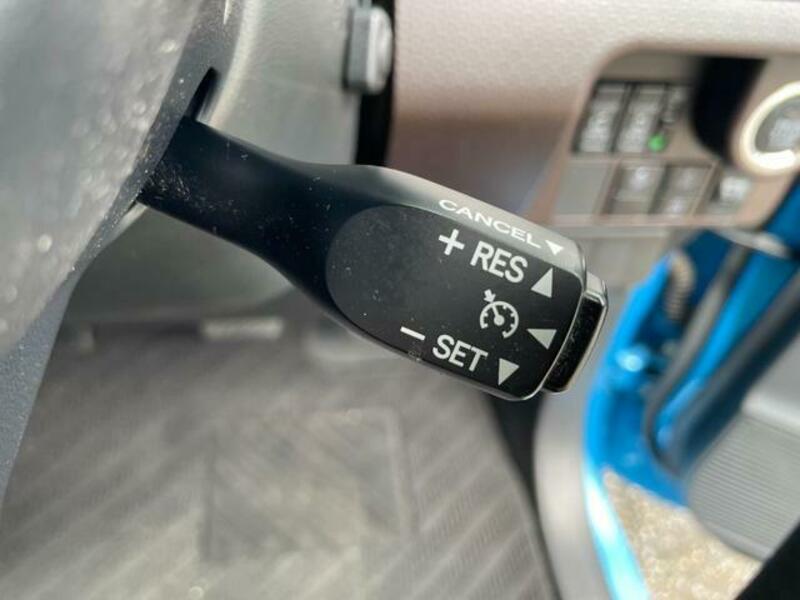 CANCEL ▼
+ RES ▲
◀
− SET ▼